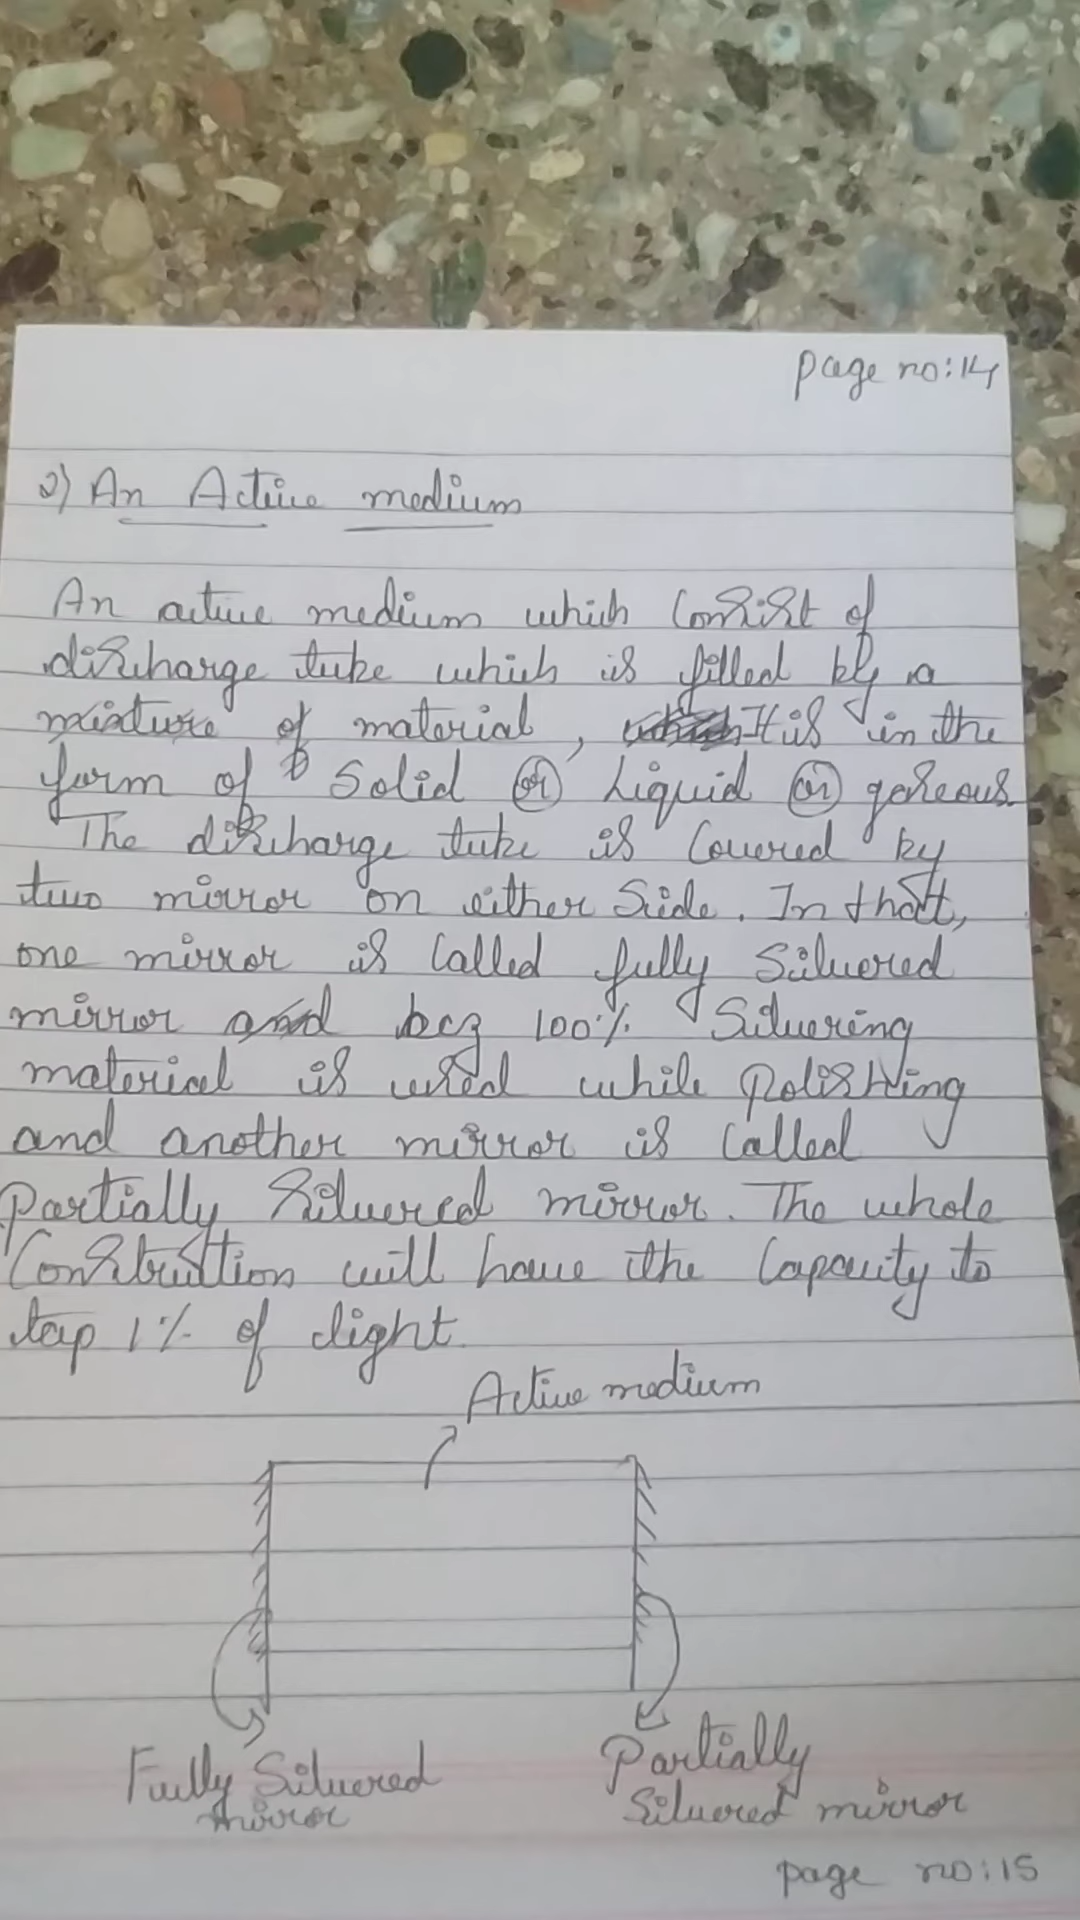 page no:14
2) An Active medium
An active medium which Consist of
discharge tube which is filled by a
mixture of material, It is in the
form of Solid (or) Liquid (or) gaseous.
The discharge tube is Covered by
two mirror on either Side. In that,
one mirror is Called fully Silvered
mirror and bcz 100% Silvering
material is used while Polishing
and another mirror is Called
Partially Silvered mirror. The whole
Construction will have the Capacity to
tap 1% of light.
Active medium
Fully Silvered
mirror
Partially
Silvered mirror
page no:15